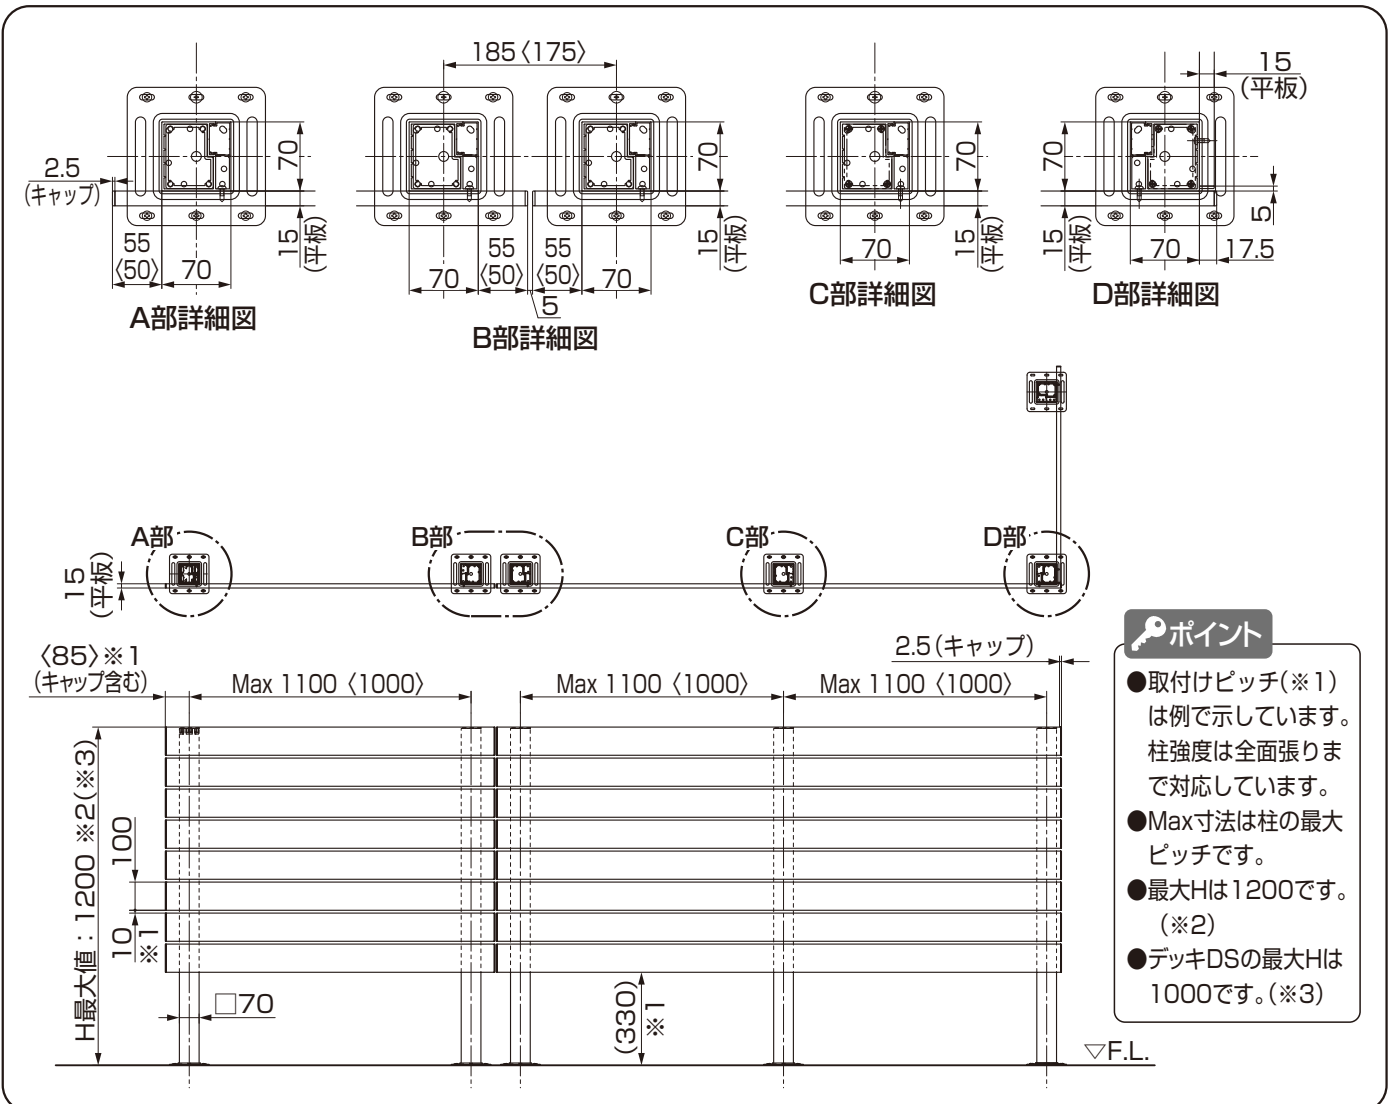 185〈175〉
15
(平板)
2.5
(キャップ)
70
70
70
70
55
〈50〉
70
15
(平板)
70
55
〈50〉
55
〈50〉
70
5
15
(平板)
70
15
(平板)
15
(平板)
70
5
17.5
A部詳細図
B部詳細図
C部詳細図
D部詳細図
A部
B部
C部
D部
15
(平板)
〈85〉※1
(キャップ含む)
Max 1100〈1000〉
Max 1100〈1000〉
Max 1100〈1000〉
2.5(キャップ)
H最大値:1200 ※2(※3)
100
10
※1
□70
(330)
※1
▽F.L.
ポイント
●取付けピッチ(※1)
は例で示しています。
柱強度は全面張りま
で対応しています。
●Max寸法は柱の最大
ピッチです。
●最大Hは1200です。
(※2)
●デッキDSの最大Hは
1000です。(※3)